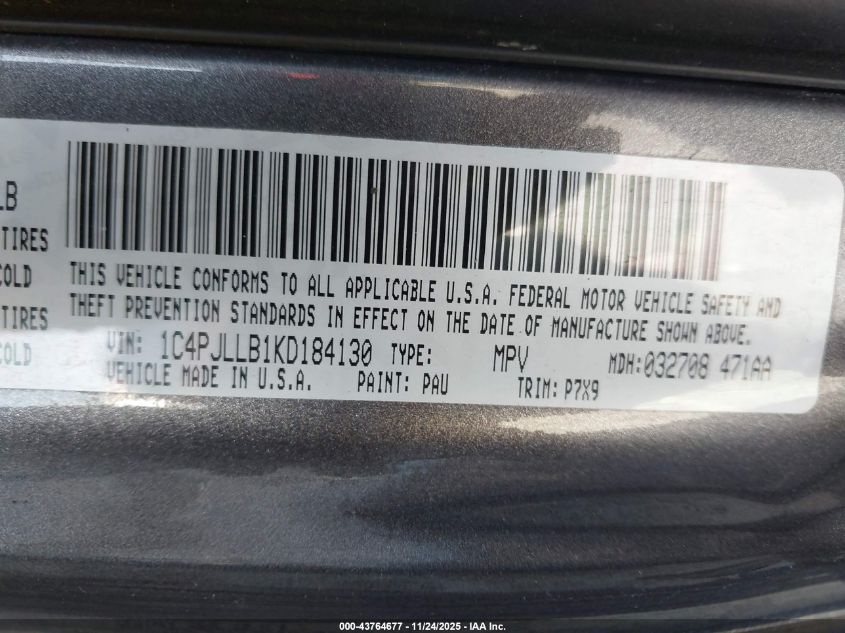 LB
TIRES
COLD
TIRES
COLD
THIS VEHICLE CONFORMS TO ALL APPLICABLE U.S.A. FEDERAL MOTOR VEHICLE SAFETY AND
THEFT PREVENTION STANDARDS IN EFFECT ON THE DATE OF MANUFACTURE SHOWN ABOVE.
VIN: 1C4PJLLB1KD184130 TYPE: MPV MDH:032708 471AA
VEHICLE MADE IN U.S.A. PAINT: PAU TRIM: P7X9
000-43764677 - 11/24/2025 - IAA Inc.